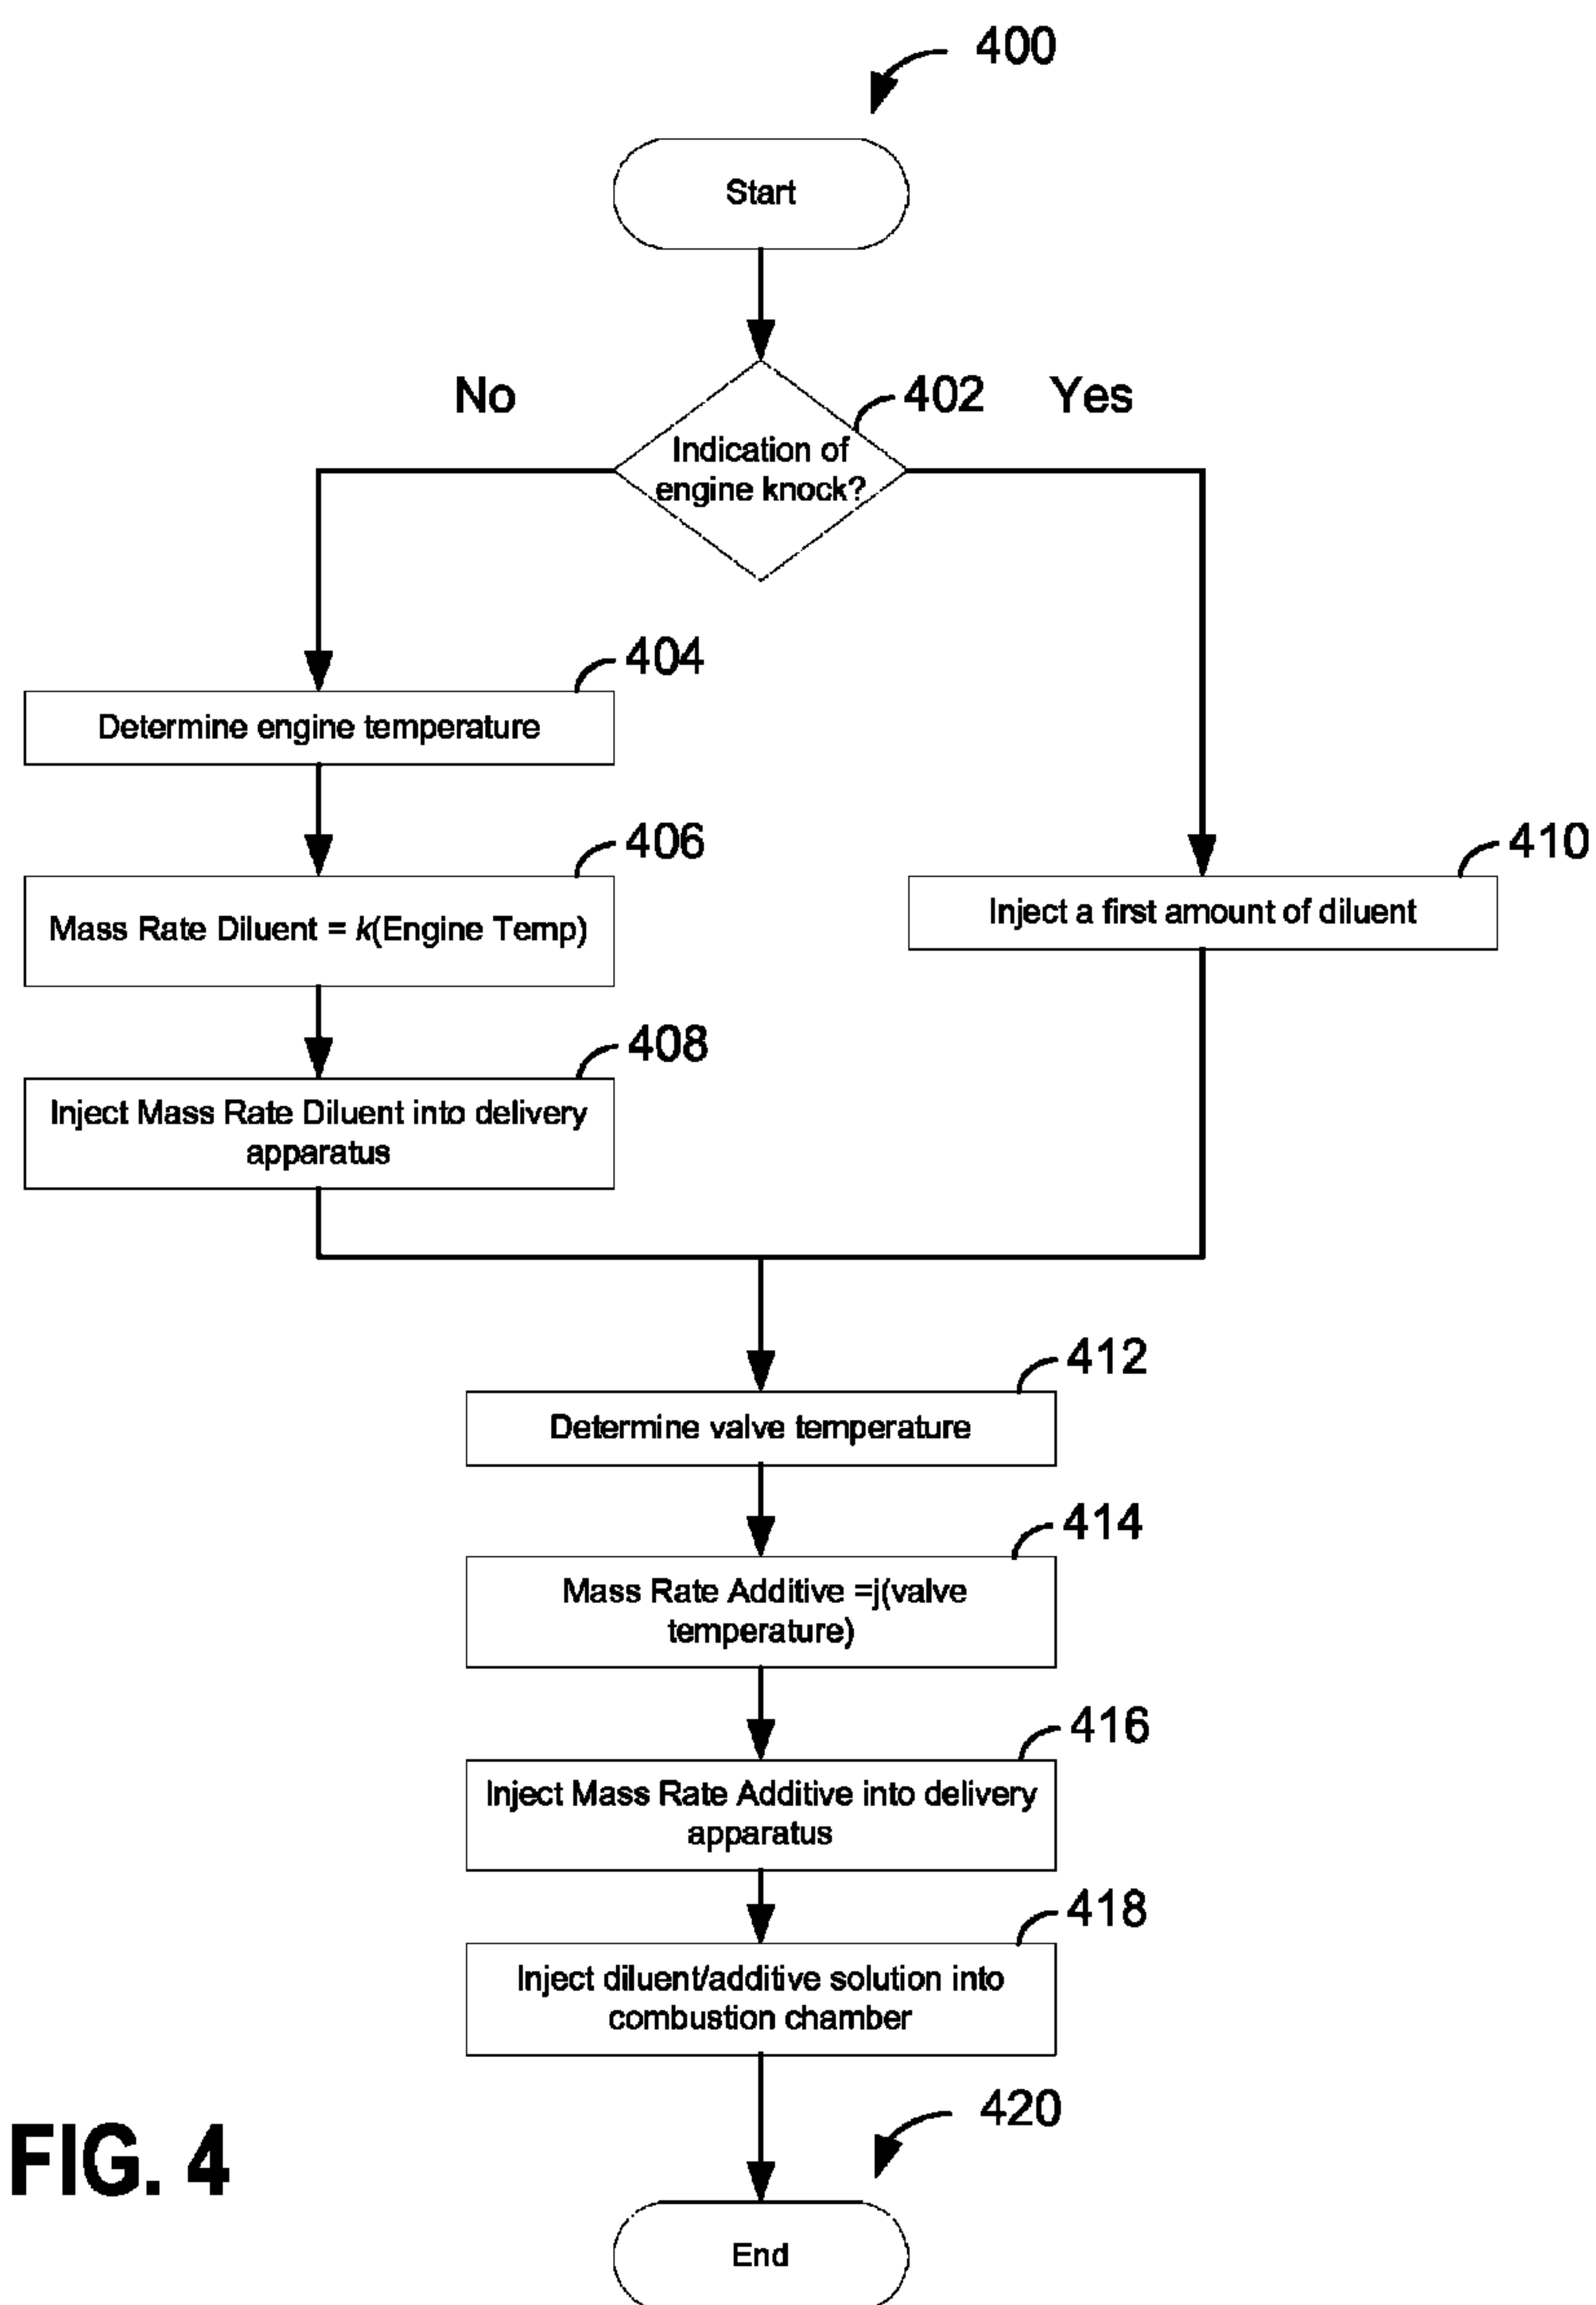 400
Start
No
402
Yes
Indication of
engine knock?
404
Determine engine temperature
406
Mass Rate Diluent = k(Engine Temp)
410
Inject a first amount of diluent
408
Inject Mass Rate Diluent into delivery
apparatus
412
Determine valve temperature
414
Mass Rate Additive =j(valve
temperature)
416
Inject Mass Rate Additive into delivery
apparatus
418
Inject diluent/additive solution into
combustion chamber
420
FIG. 4
End